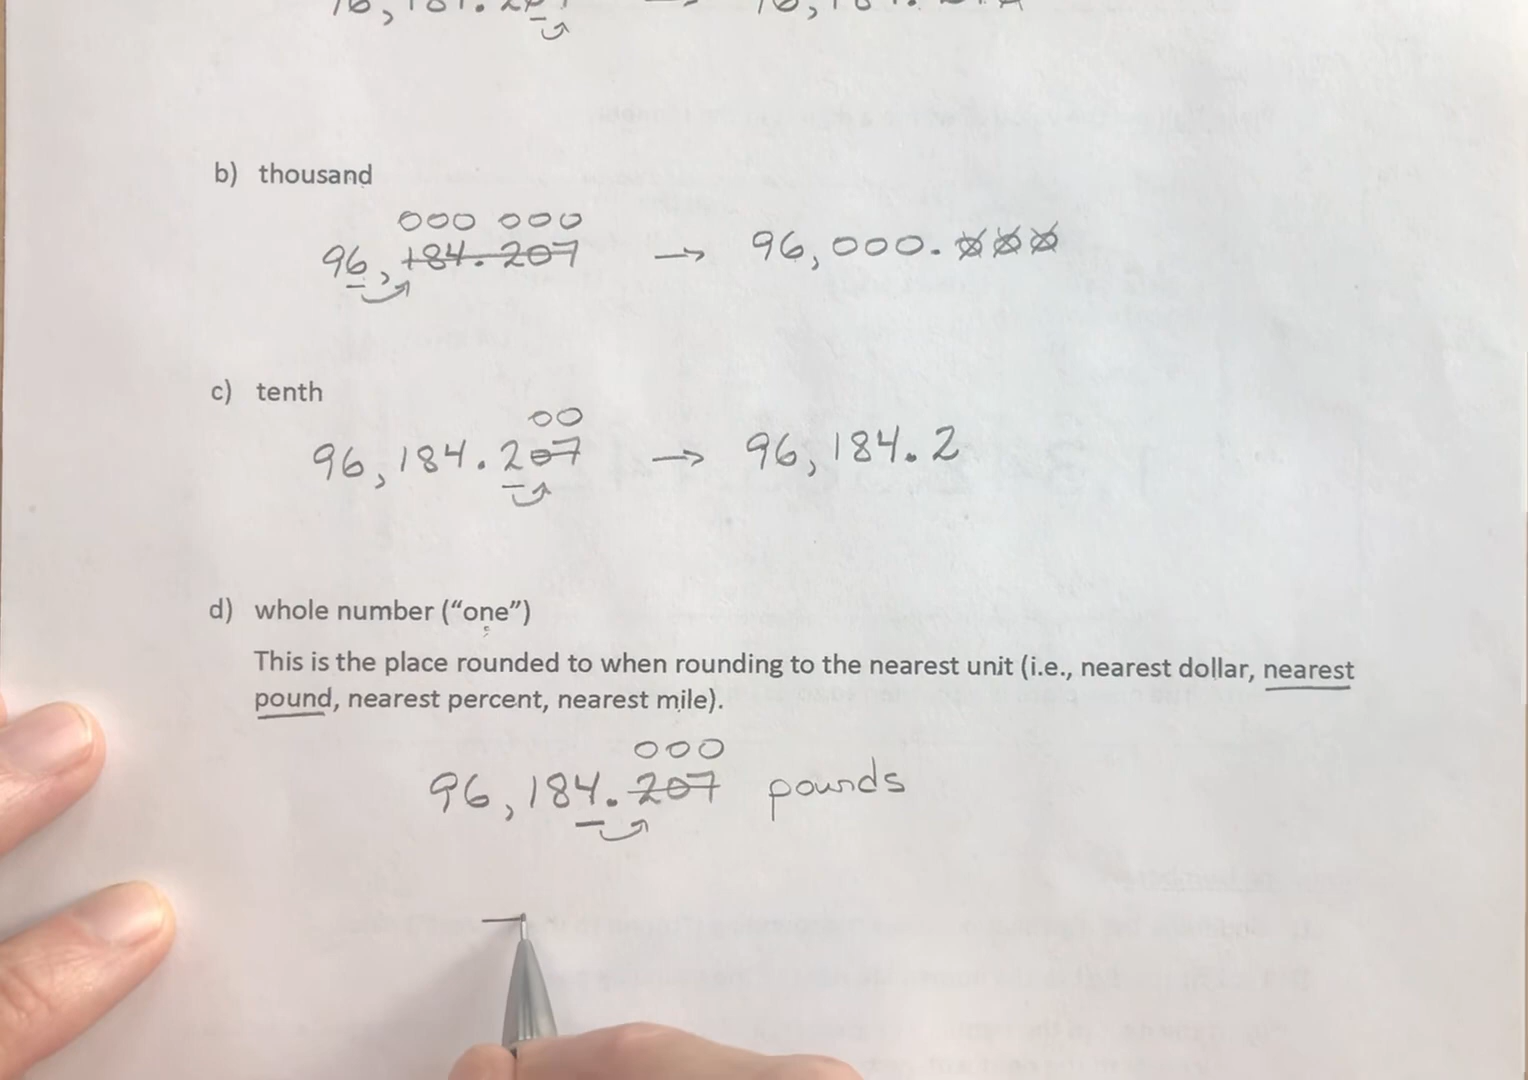 b) thousand
000 000
96,184.207 → 96,000.000
c) tenth
00
96,184.207 → 96,184.2
d) whole number (“one”)
This is the place rounded to when rounding to the nearest unit (i.e., nearest dollar, nearest
pound, nearest percent, nearest mile).
000
96,184.207 pounds